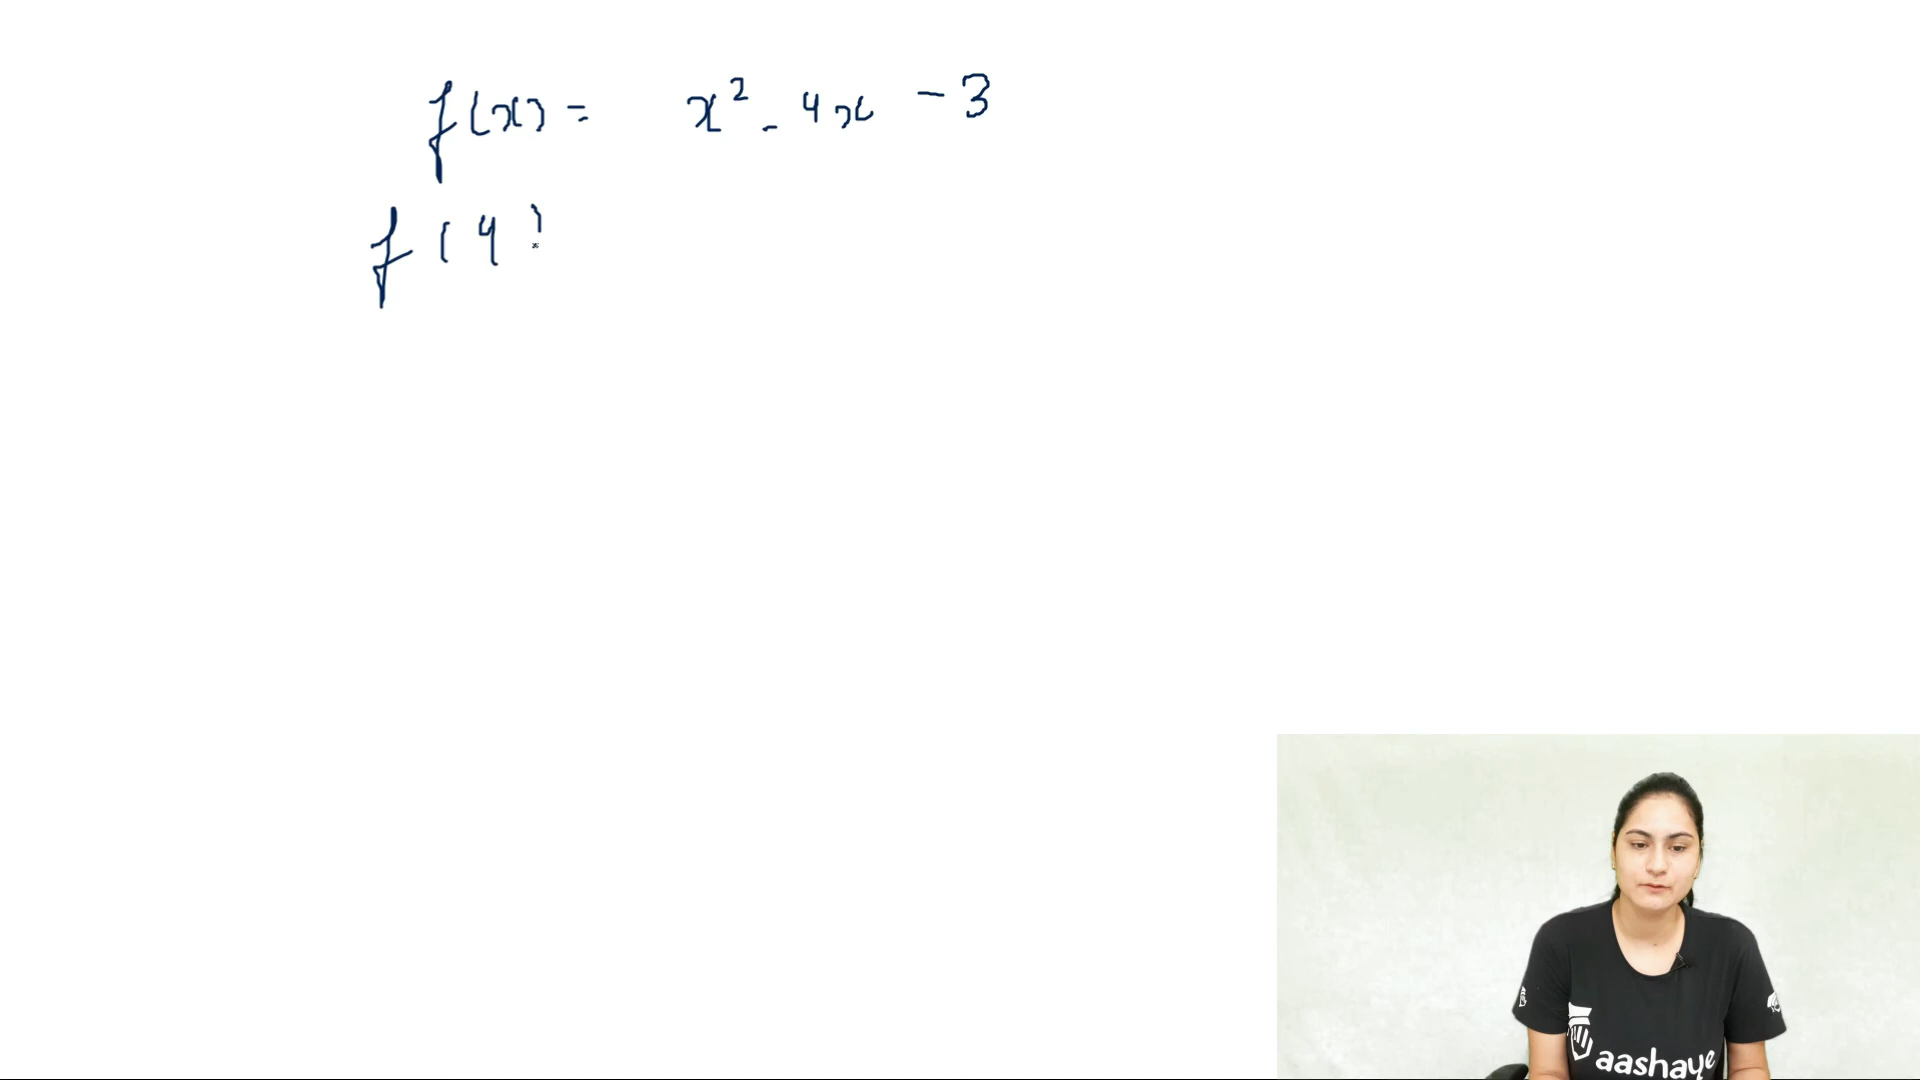 f(x) = x² - 4x - 3
f(4)
aashaye